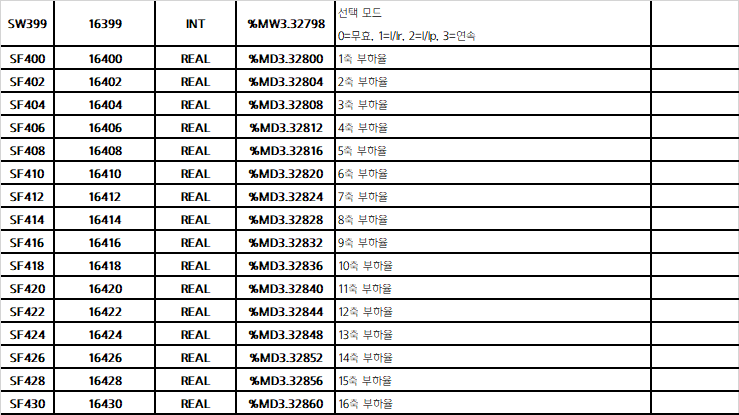 선택 모드
SW399 16399 INT %MW3.32798
0=무효, 1=I/Ir, 2=I/Ip, 3=연속
SF400 16400 REAL %MD3.32800 1축 부하율
SF402 16402 REAL %MD3.32804 2축 부하율
SF404 16404 REAL %MD3.32808 3축 부하율
SF406 16406 REAL %MD3.32812 4축 부하율
SF408 16408 REAL %MD3.32816 5축 부하율
SF410 16410 REAL %MD3.32820 6축 부하율
SF412 16412 REAL %MD3.32824 7축 부하율
SF414 16414 REAL %MD3.32828 8축 부하율
SF416 16416 REAL %MD3.32832 9축 부하율
SF418 16418 REAL %MD3.32836 10축 부하율
SF420 16420 REAL %MD3.32840 11축 부하율
SF422 16422 REAL %MD3.32844 12축 부하율
SF424 16424 REAL %MD3.32848 13축 부하율
SF426 16426 REAL %MD3.32852 14축 부하율
SF428 16428 REAL %MD3.32856 15축 부하율
SF430 16430 REAL %MD3.32860 16축 부하율